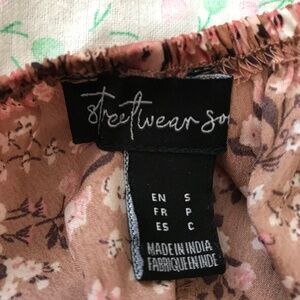 streetwear so
EN S
FR P
ES C
MADE IN INDIA
FABRIQUE EN INDE